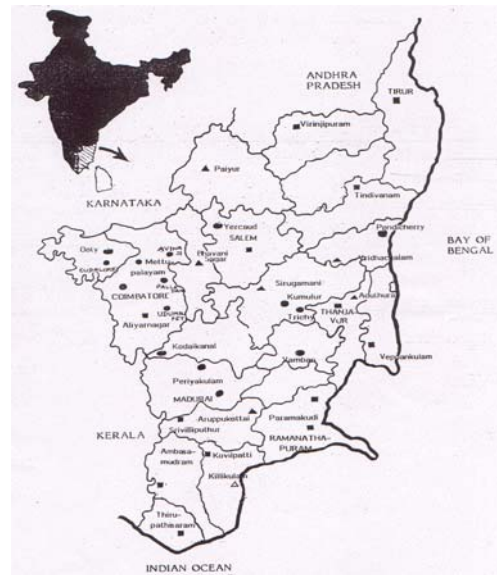 ANDHRA
PRADESH
TIRUR
Virinjipuram
Paiyur
Tindivanam
KARNATAKA
Yercaud
SALEM
Pondicherry
Ooty
Mettu-
palayam
Bhavani
Sagar
BAY OF
BENGAL
Vridhachalam
Sirugamani
COIMBATORE
Kumulur
Trichy
Aduthurai
THANJA-
VUR
Aliyarnagar
Veppankulam
Kodaikanal
Vamban
Periyakulam
MADURAI
Aruppukottai
Paramakudi
Srivilliputhur
KERALA
RAMANATHA-
PURAM
Ambasa-
mudram
Kovilpatti
Killikulam
Thiru-
pathisaram
INDIAN OCEAN